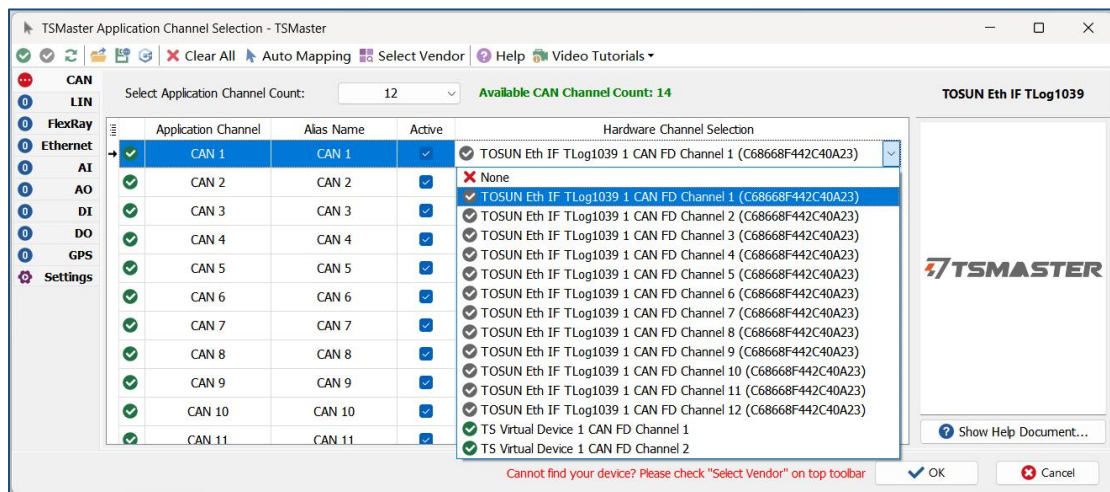 TSMaster Application Channel Selection - TSMaster
Clear All Auto Mapping Select Vendor Help Video Tutorials
CAN
0 LIN
0 FlexRay
0 Ethernet
0 AI
0 AO
0 DI
0 DO
0 GPS
Settings
Select Application Channel Count: 12 Available CAN Channel Count: 14
TOSUN Eth IF TLog1039
Application Channel Alias Name Active Hardware Channel Selection
CAN 1 CAN 1 TOSUN Eth IF TLog1039 1 CAN FD Channel 1 (C68668F442C40A23)
CAN 2 CAN 2
CAN 3 CAN 3
CAN 4 CAN 4
CAN 5 CAN 5
CAN 6 CAN 6
CAN 7 CAN 7
CAN 8 CAN 8
CAN 9 CAN 9
CAN 10 CAN 10
CAN 11 CAN 11
None
TOSUN Eth IF TLog1039 1 CAN FD Channel 1 (C68668F442C40A23)
TOSUN Eth IF TLog1039 1 CAN FD Channel 2 (C68668F442C40A23)
TOSUN Eth IF TLog1039 1 CAN FD Channel 3 (C68668F442C40A23)
TOSUN Eth IF TLog1039 1 CAN FD Channel 4 (C68668F442C40A23)
TOSUN Eth IF TLog1039 1 CAN FD Channel 5 (C68668F442C40A23)
TOSUN Eth IF TLog1039 1 CAN FD Channel 6 (C68668F442C40A23)
TOSUN Eth IF TLog1039 1 CAN FD Channel 7 (C68668F442C40A23)
TOSUN Eth IF TLog1039 1 CAN FD Channel 8 (C68668F442C40A23)
TOSUN Eth IF TLog1039 1 CAN FD Channel 9 (C68668F442C40A23)
TOSUN Eth IF TLog1039 1 CAN FD Channel 10 (C68668F442C40A23)
TOSUN Eth IF TLog1039 1 CAN FD Channel 11 (C68668F442C40A23)
TOSUN Eth IF TLog1039 1 CAN FD Channel 12 (C68668F442C40A23)
TS Virtual Device 1 CAN FD Channel 1
TS Virtual Device 1 CAN FD Channel 2
TSMASTER
Show Help Document...
Cannot find your device? Please check "Select Vendor" on top toolbar
OK
Cancel